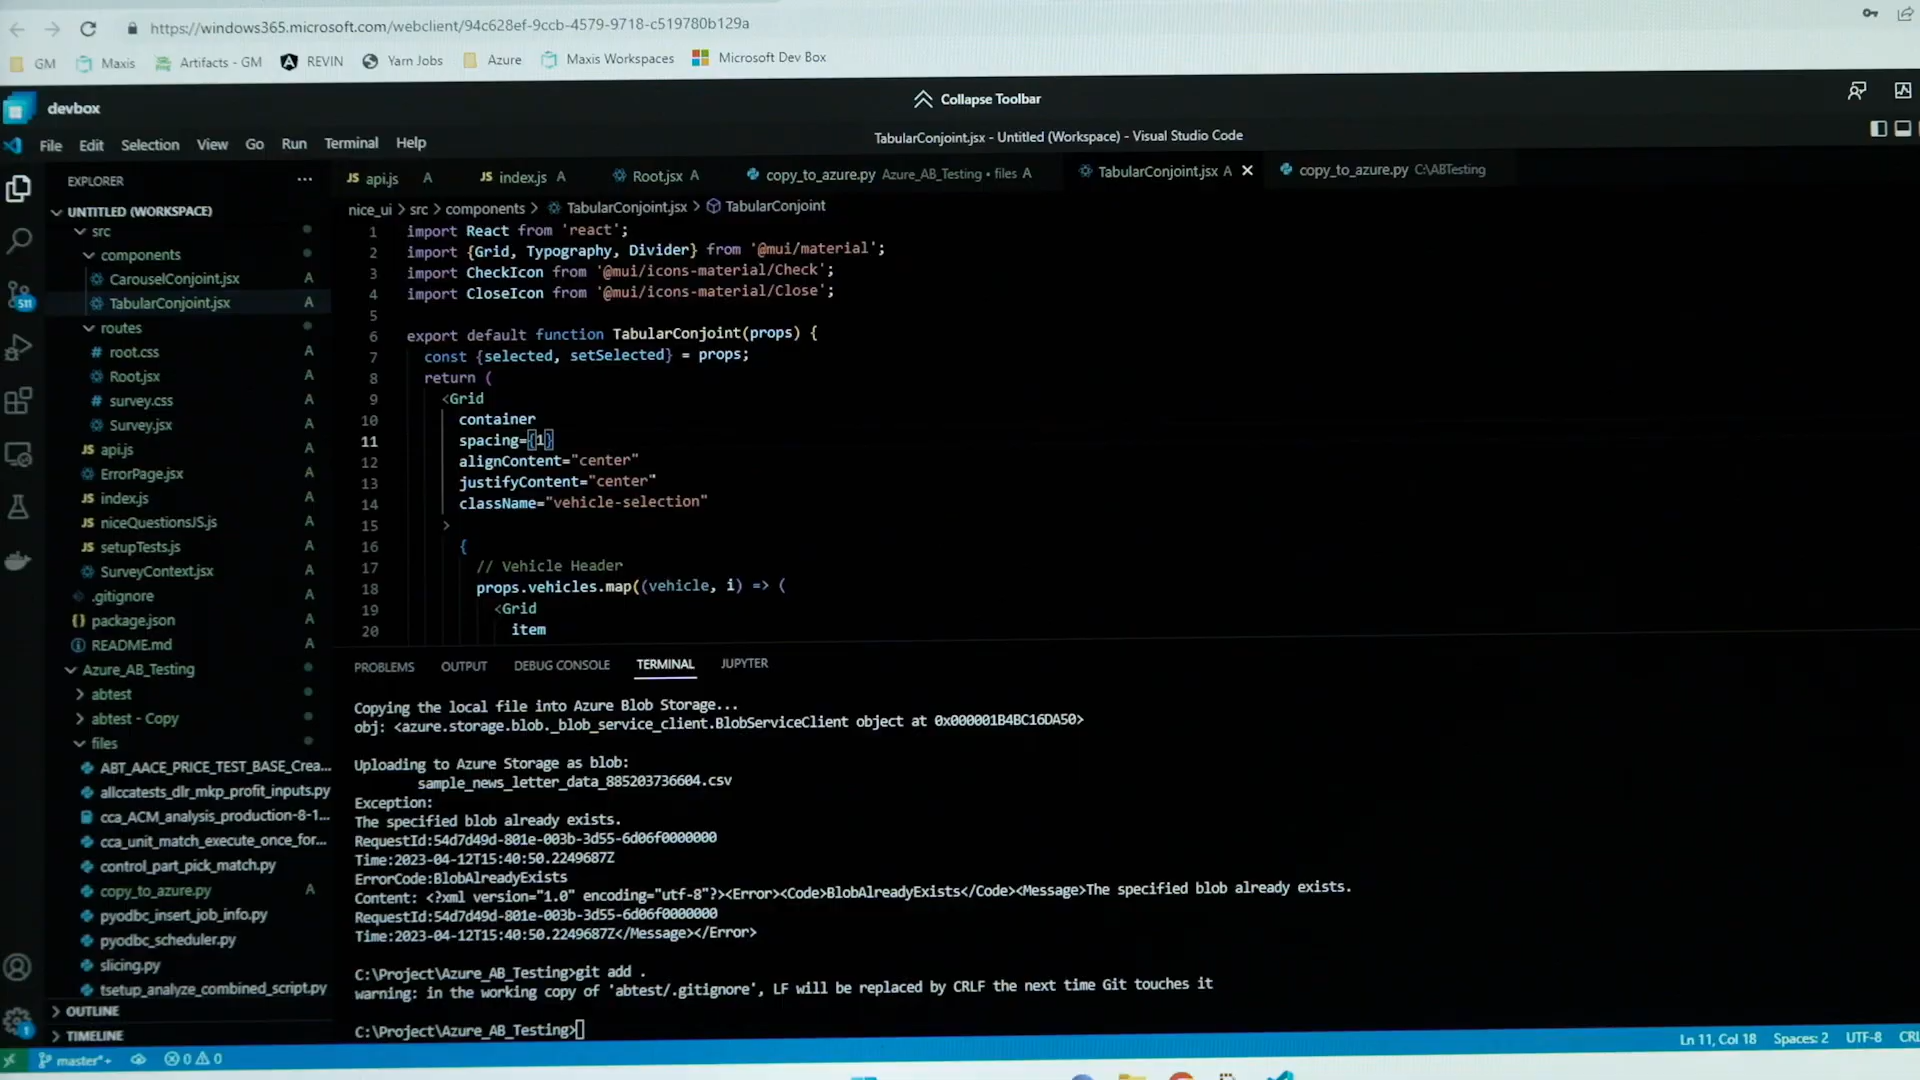 https://windows365.microsoft.com/webclient/94c628ef-9ccb-4579-9718-c519780b129a
GM Maxis Artifacts - GM REVIN Yarn Jobs Azure Maxis Workspaces Microsoft Dev Box
devbox Collapse Toolbar
File Edit Selection View Go Run Terminal Help TabularConjoint.jsx - Untitled (Workspace) - Visual Studio Code
EXPLORER ...
UNTITLED (WORKSPACE)
src
components
CarouselConjoint.jsx A
TabularConjoint.jsx A
routes
# root.css A
Root.jsx A
# survey.css A
Survey.jsx A
JS api.js A
ErrorPage.jsx A
JS index.js A
JS niceQuestionsJS.js A
JS setupTests.js A
SurveyContext.jsx A
.gitignore A
{} package.json A
README.md A
Azure_AB_Testing
> abtest
> abtest - Copy
files
ABT_AACE_PRICE_TEST_BASE_Crea...
allccatests_dlr_mkp_profit_inputs.py
cca_ACM_analysis_production-8-1...
cca_unit_match_execute_once_for...
control_part_pick_match.py
copy_to_azure.py A
pyodbc_insert_job_info.py
pyodbc_scheduler.py
slicing.py
tsetup_analyze_combined_script.py
> OUTLINE
> TIMELINE
511
1
JS api.js A JS index.js A Root.jsx A copy_to_azure.py Azure_AB_Testing • files A TabularConjoint.jsx A × copy_to_azure.py C:\ABTesting
nice_ui > src > components > TabularConjoint.jsx > TabularConjoint
1 import React from 'react';
2 import {Grid, Typography, Divider} from '@mui/material';
3 import CheckIcon from '@mui/icons-material/Check';
4 import CloseIcon from '@mui/icons-material/Close';
5
6 export default function TabularConjoint(props) {
7 const {selected, setSelected} = props;
8 return (
9 <Grid
10 container
11 spacing={1}
12 alignContent="center"
13 justifyContent="center"
14 className="vehicle-selection"
15 >
16 {
17 // Vehicle Header
18 props.vehicles.map((vehicle, i) => (
19 <Grid
20 item
PROBLEMS OUTPUT DEBUG CONSOLE TERMINAL JUPYTER
Copying the local file into Azure Blob Storage...
obj: <azure.storage.blob._blob_service_client.BlobServiceClient object at 0x000001B4BC16DA50>
Uploading to Azure Storage as blob:
sample_news_letter_data_885203736604.csv
Exception:
The specified blob already exists.
RequestId:54d7d49d-801e-003b-3d55-6d06f0000000
Time:2023-04-12T15:40:50.2249687Z
ErrorCode:BlobAlreadyExists
Content: <?xml version="1.0" encoding="utf-8"?><Error><Code>BlobAlreadyExists</Code><Message>The specified blob already exists.
RequestId:54d7d49d-801e-003b-3d55-6d06f0000000
Time:2023-04-12T15:40:50.2249687Z</Message></Error>
C:\Project\Azure_AB_Testing>git add .
warning: in the working copy of 'abtest/.gitignore', LF will be replaced by CRLF the next time Git touches it
C:\Project\Azure_AB_Testing>
master*+ 0 0 Ln 11, Col 18 Spaces: 2 UTF-8 CRL